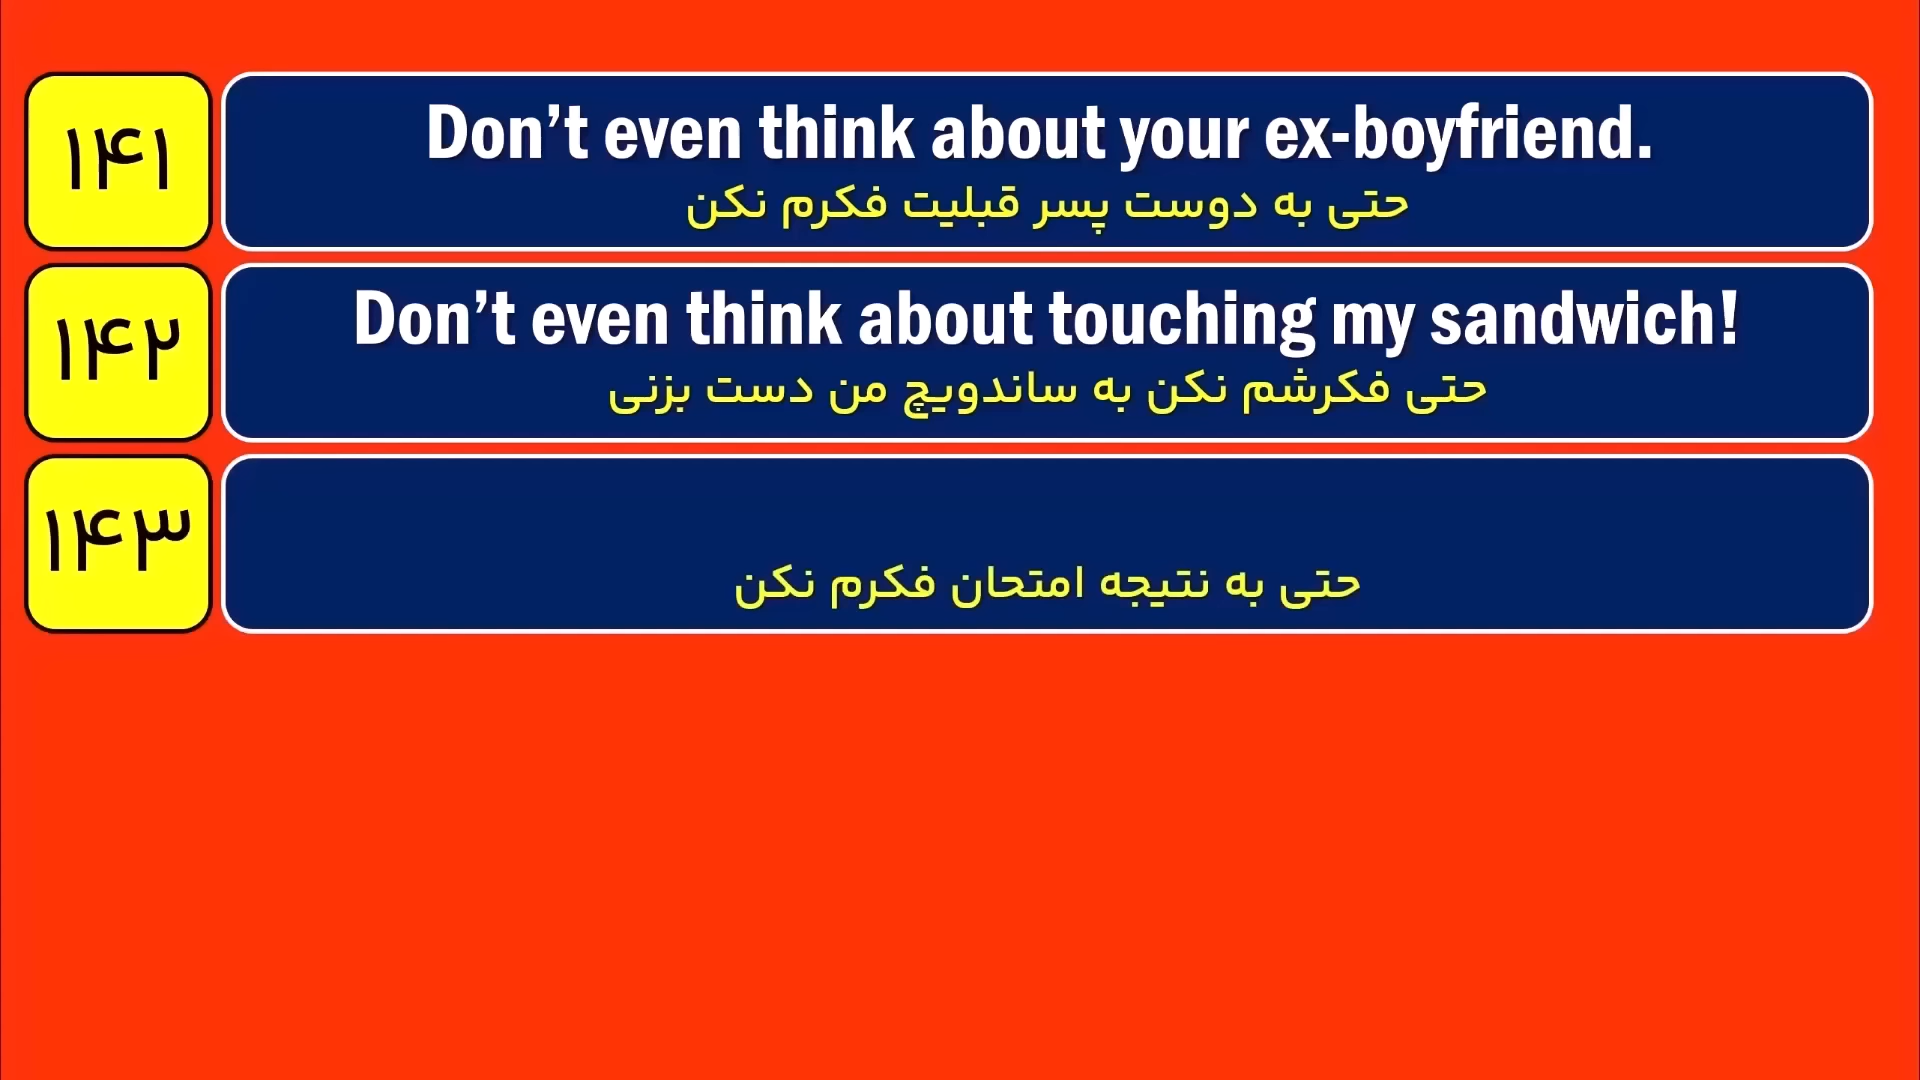 ۱۴۱
Don’t even think about your ex-boyfriend.
حتی به دوست پسر قبلیت فکرم نکن
۱۴۲
Don’t even think about touching my sandwich!
حتی فکرشم نکن به ساندویچ من دست بزنی
۱۴۳
حتی به نتیجه امتحان فکرم نکن